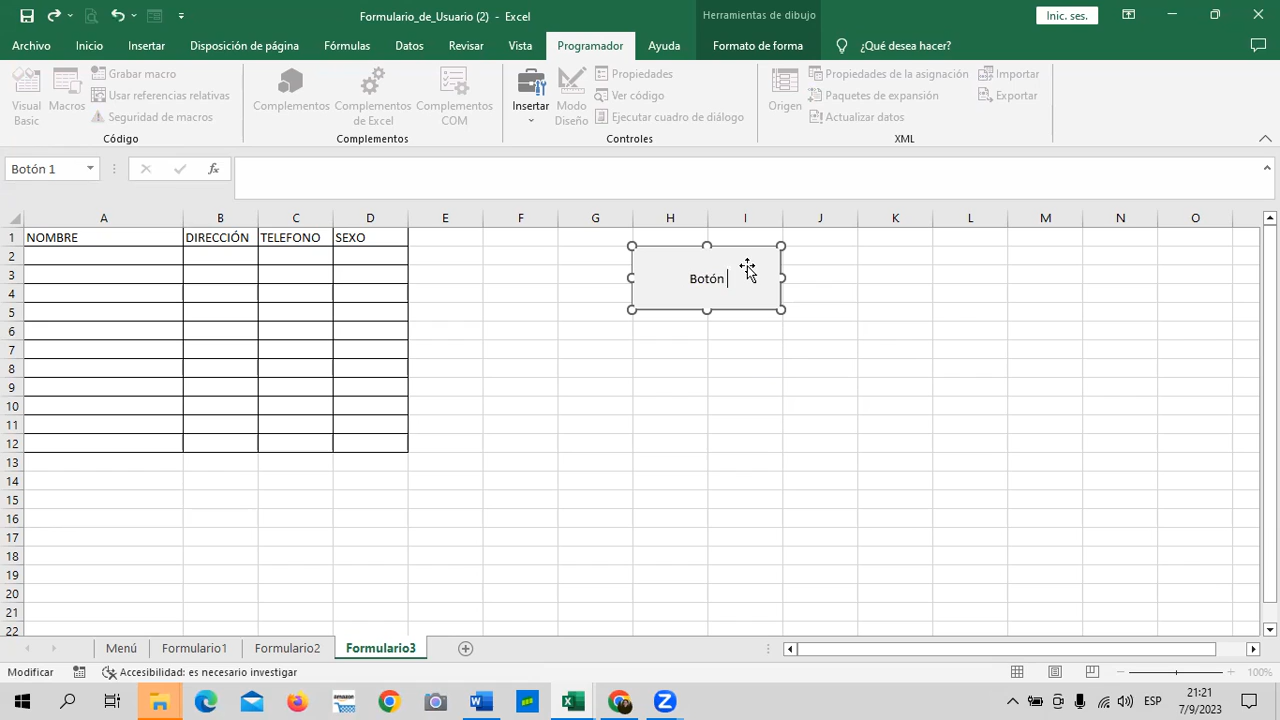 Formulario_de_Usuario (2) - Excel
Herramientas de dibujo
Inic. ses.
Archivo Inicio Insertar Disposición de página Fórmulas Datos Revisar Vista Programador Ayuda Formato de forma ¿Qué desea hacer?
Visual Basic
Macros
Grabar macro
Usar referencias relativas
Seguridad de macros
Código
Complementos
Complementos de Excel
Complementos COM
Complementos
Insertar
Modo Diseño
Propiedades
Ver código
Ejecutar cuadro de diálogo
Controles
Origen
Propiedades de la asignación
Paquetes de expansión
Actualizar datos
Importar
Exportar
XML
Botón 1
fx
A B C D E F G H I J K L M N O
1 NOMBRE DIRECCIÓN TELEFONO SEXO
2
3 Botón
4
5
6
7
8
9
10
11
12
13
14
15
16
17
18
19
20
21
22
Menú Formulario1 Formulario2 Formulario3
Modificar Accesibilidad: es necesario investigar 100%
amazon
ESP
21:21
7/9/2023